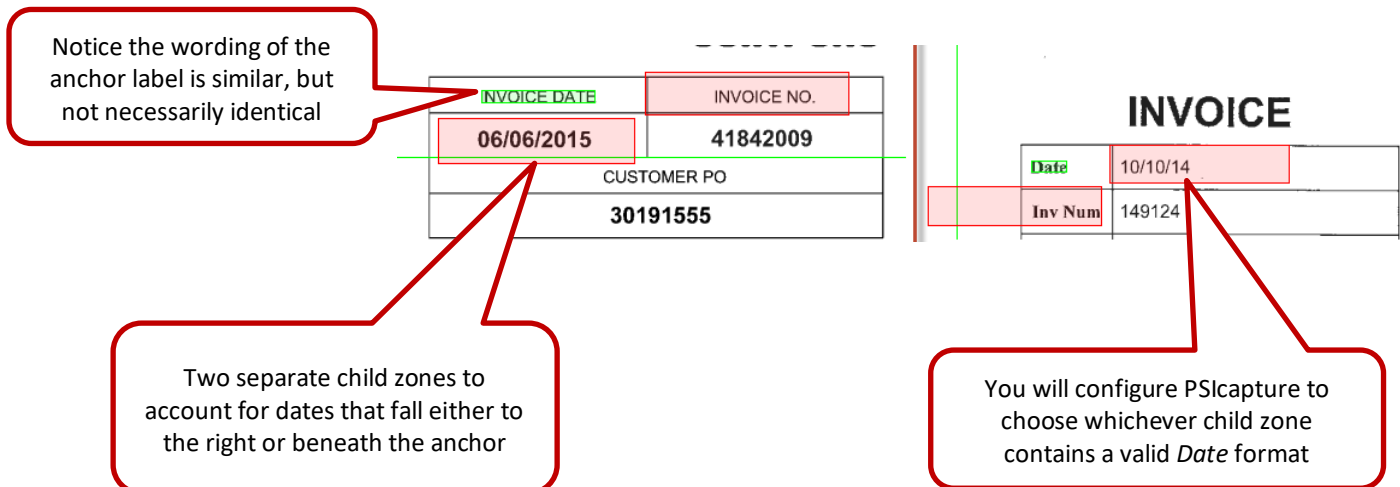 Notice the wording of the
anchor label is similar, but
not necessarily identical
NVOICE DATE
INVOICE NO.
06/06/2015
41842009
CUSTOMER PO
30191555
INVOICE
Date
10/10/14
Inv Num
149124
Two separate child zones to
account for dates that fall either to
the right or beneath the anchor
You will configure PSIcapture to
choose whichever child zone
contains a valid Date format